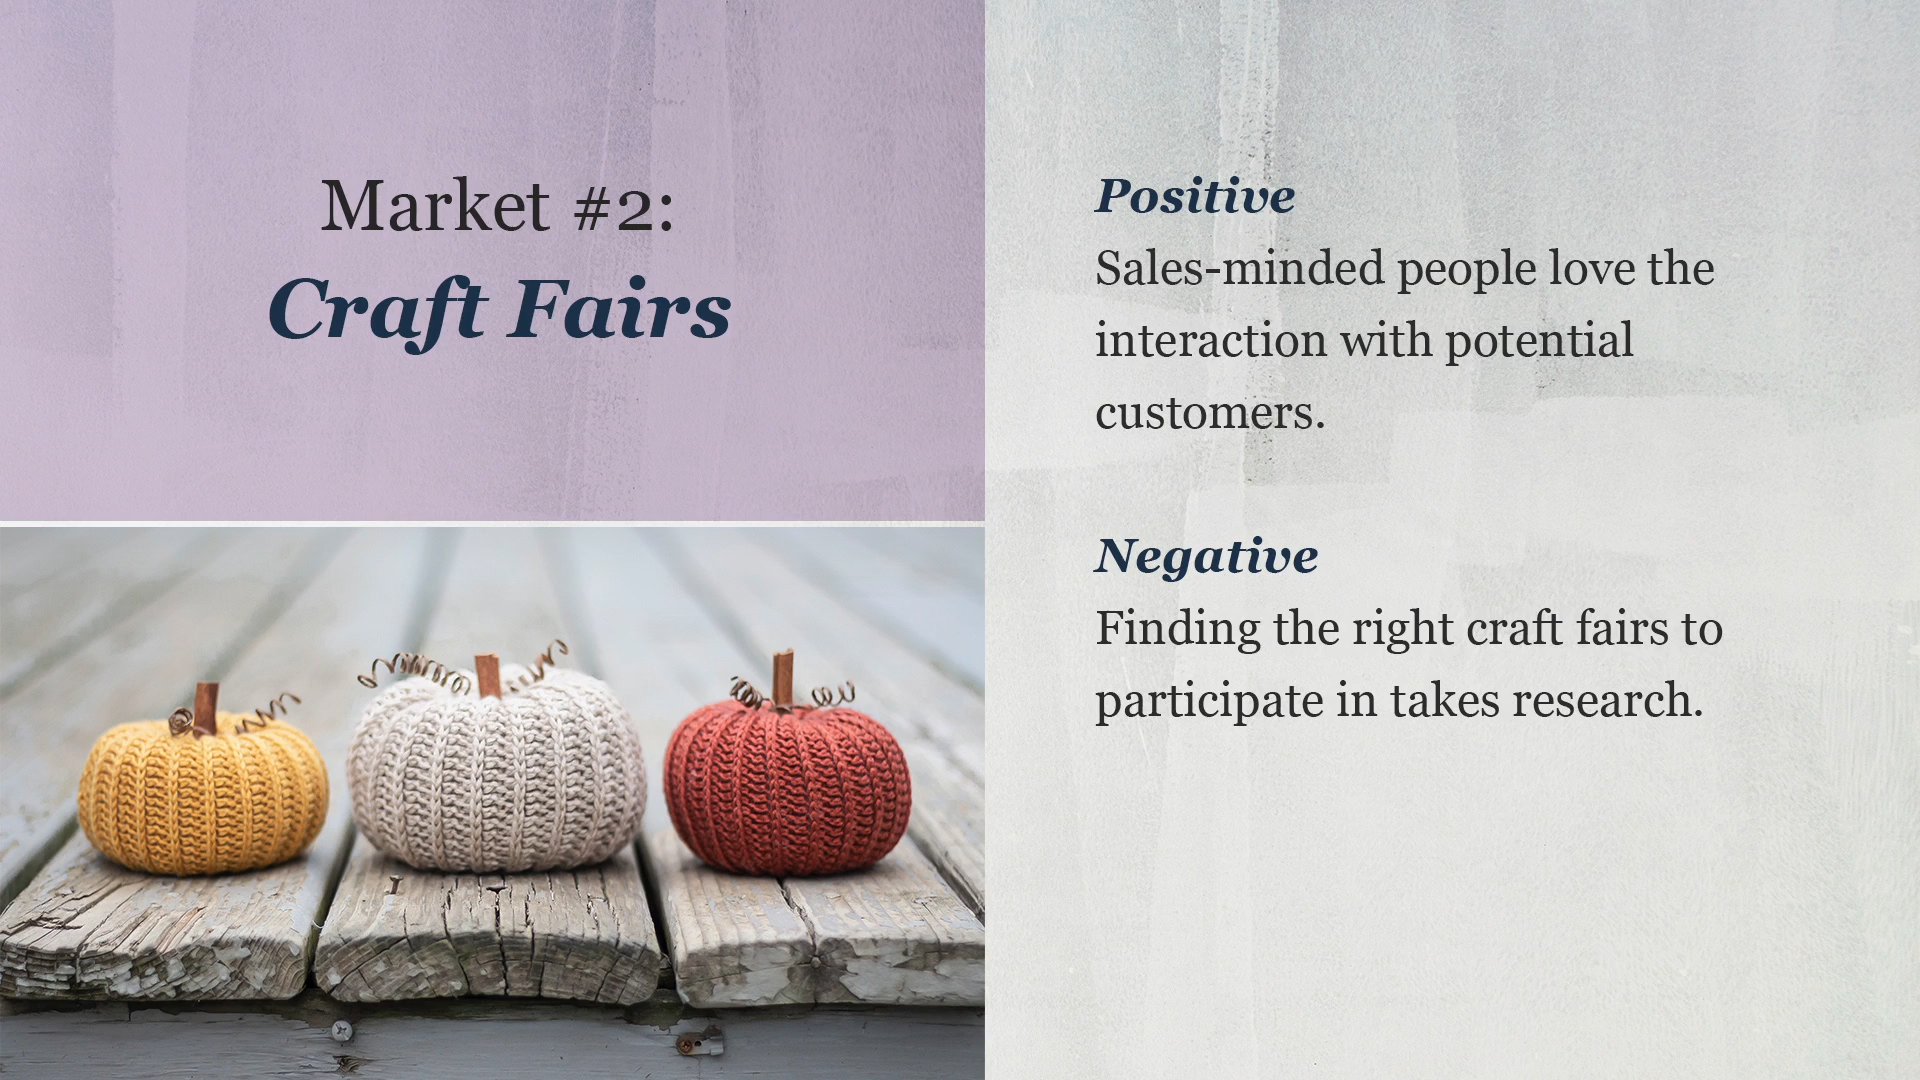 Market #2:
Craft Fairs
Positive
Sales-minded people love the
interaction with potential
customers.
Negative
Finding the right craft fairs to
participate in takes research.